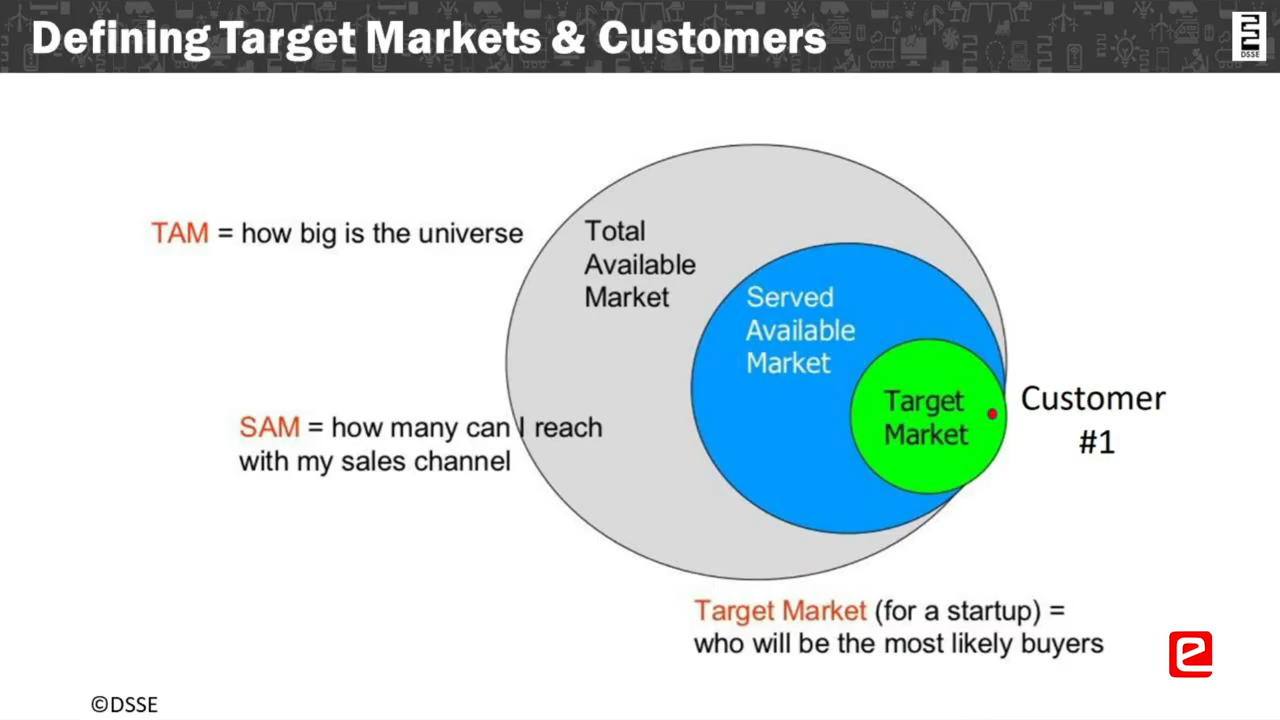 Defining Target Markets & Customers
DSSE
TAM = how big is the universe
Total
Available
Market
Served
Available
Market
Target
Market
Customer
#1
SAM = how many can I reach
with my sales channel
Target Market (for a startup) =
who will be the most likely buyers
e
©DSSE